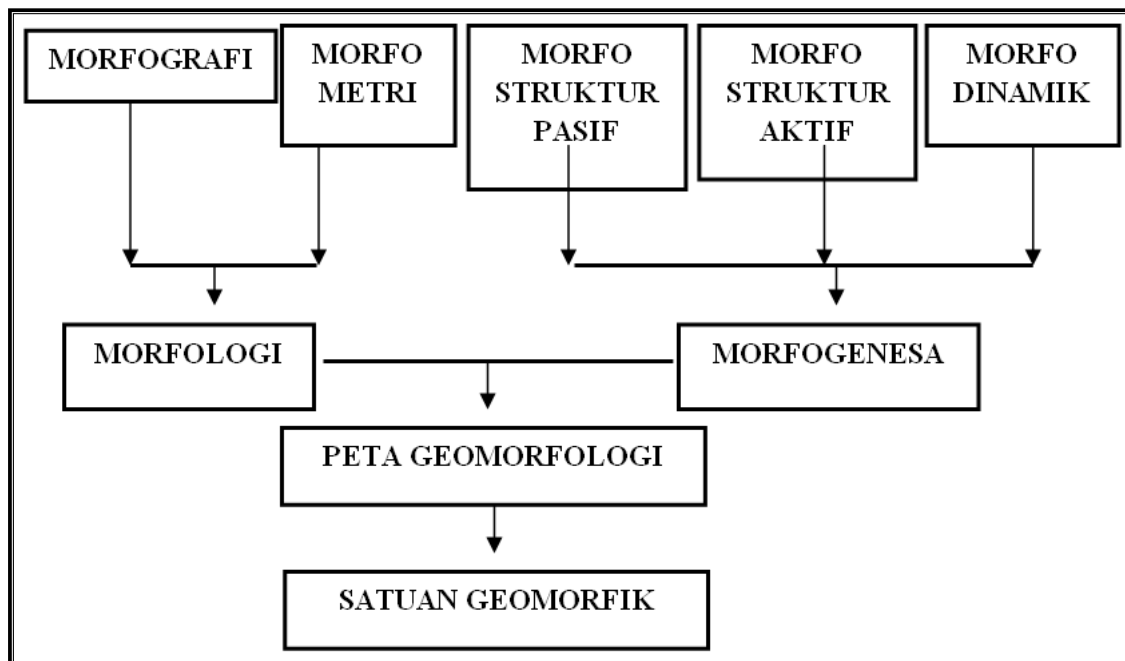 MORFOGRAFI
MORFO
METRI
MORFO
STRUKTUR
PASIF
MORFO
STRUKTUR
AKTIF
MORFO
DINAMIK
MORFOLOGI
MORFOGENESA
PETA GEOMORFOLOGI
SATUAN GEOMORFIK